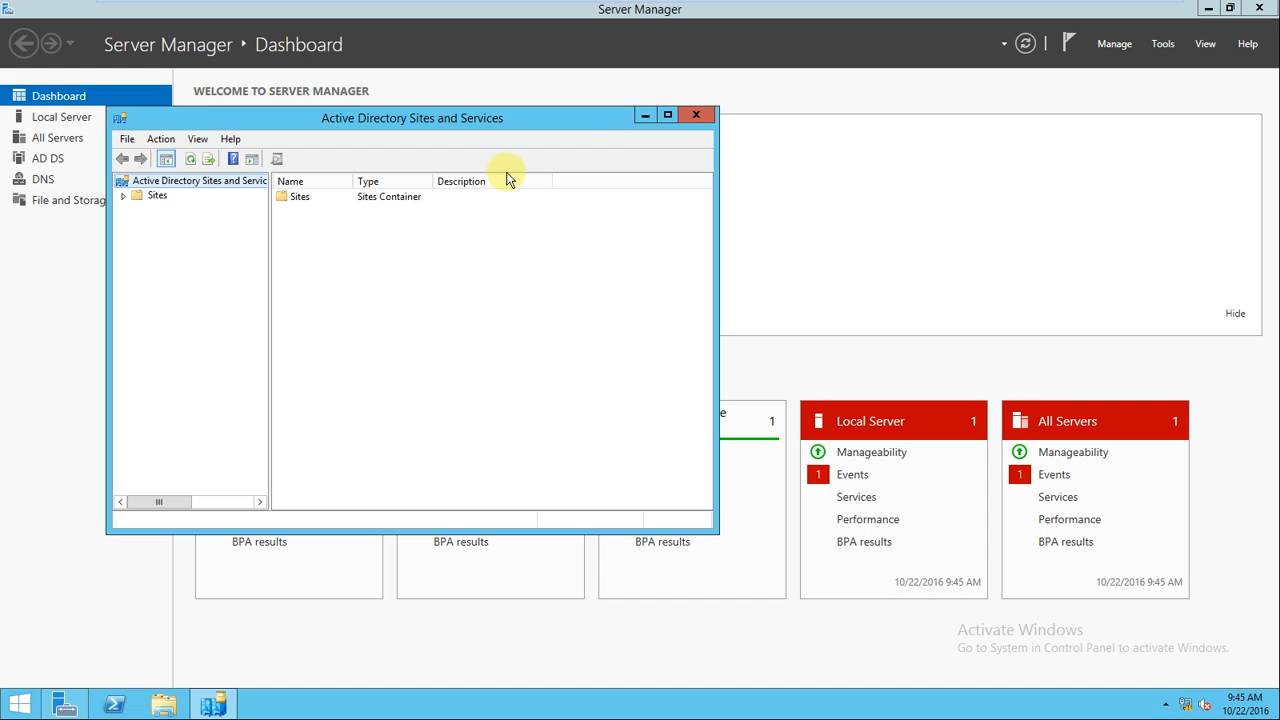 Server Manager
Server Manager ‣ Dashboard
Manage Tools View Help
Dashboard
Local Server
All Servers
AD DS
DNS
File and Storag
WELCOME TO SERVER MANAGER
Active Directory Sites and Services
File Action View Help
Active Directory Sites and Servic
Sites
Name Type Description
Sites Sites Container
Hide
e 1
BPA results
BPA results
BPA results
Local Server 1
Manageability
1 Events
Services
Performance
BPA results
10/22/2016 9:45 AM
All Servers 1
Manageability
1 Events
Services
Performance
BPA results
10/22/2016 9:45 AM
Activate Windows
Go to System in Control Panel to activate Windows.
9:45 AM
10/22/2016